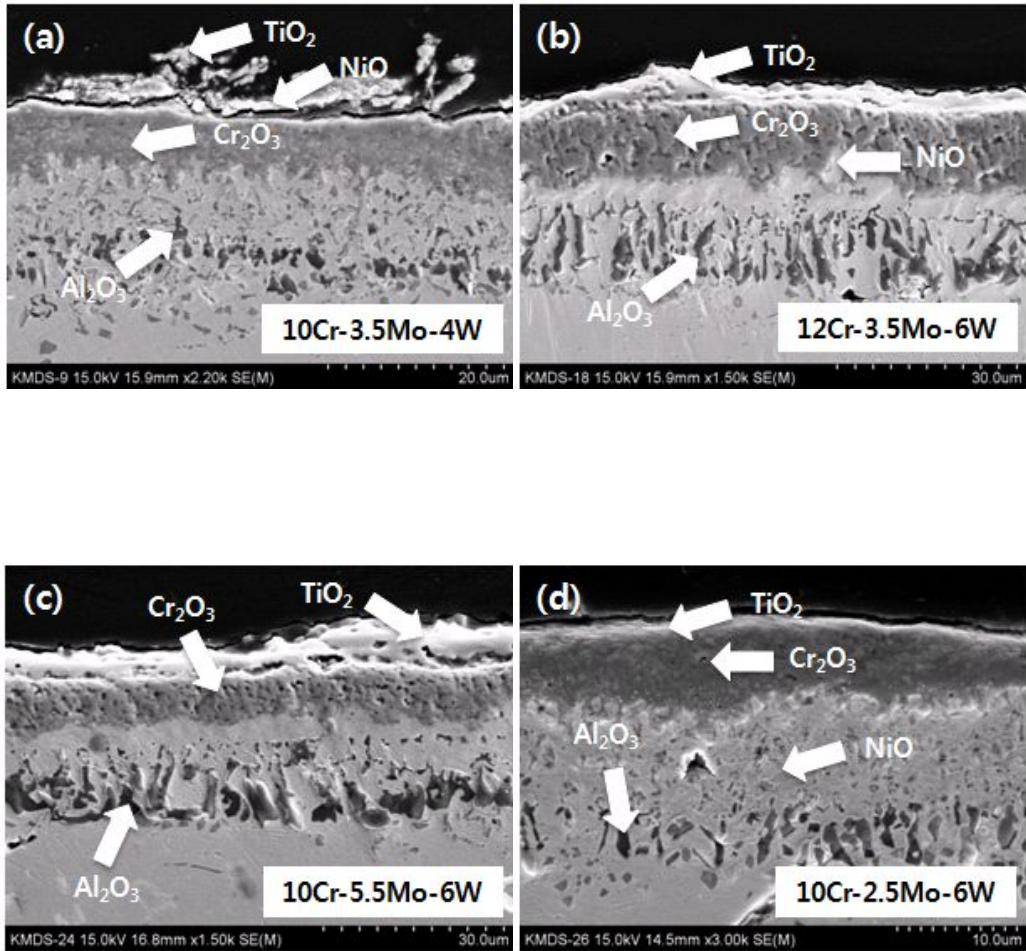 (a)
TiO₂
NiO
Cr₂O₃
Al₂O₃
10Cr-3.5Mo-4W
KMDS-9 15.0kV 15.9mm x2.20k SE(M) 20.0um
(b)
TiO₂
Cr₂O₃
NiO
Al₂O₃
12Cr-3.5Mo-6W
KMDS-18 15.0kV 15.9mm x1.50k SE(M) 30.0um
(c)
Cr₂O₃
TiO₂
Al₂O₃
10Cr-5.5Mo-6W
KMDS-24 15.0kV 16.8mm x1.50k SE(M) 30.0um
(d)
TiO₂
Cr₂O₃
Al₂O₃
NiO
10Cr-2.5Mo-6W
KMDS-26 15.0kV 14.5mm x3.00k SE(M) 10.0um